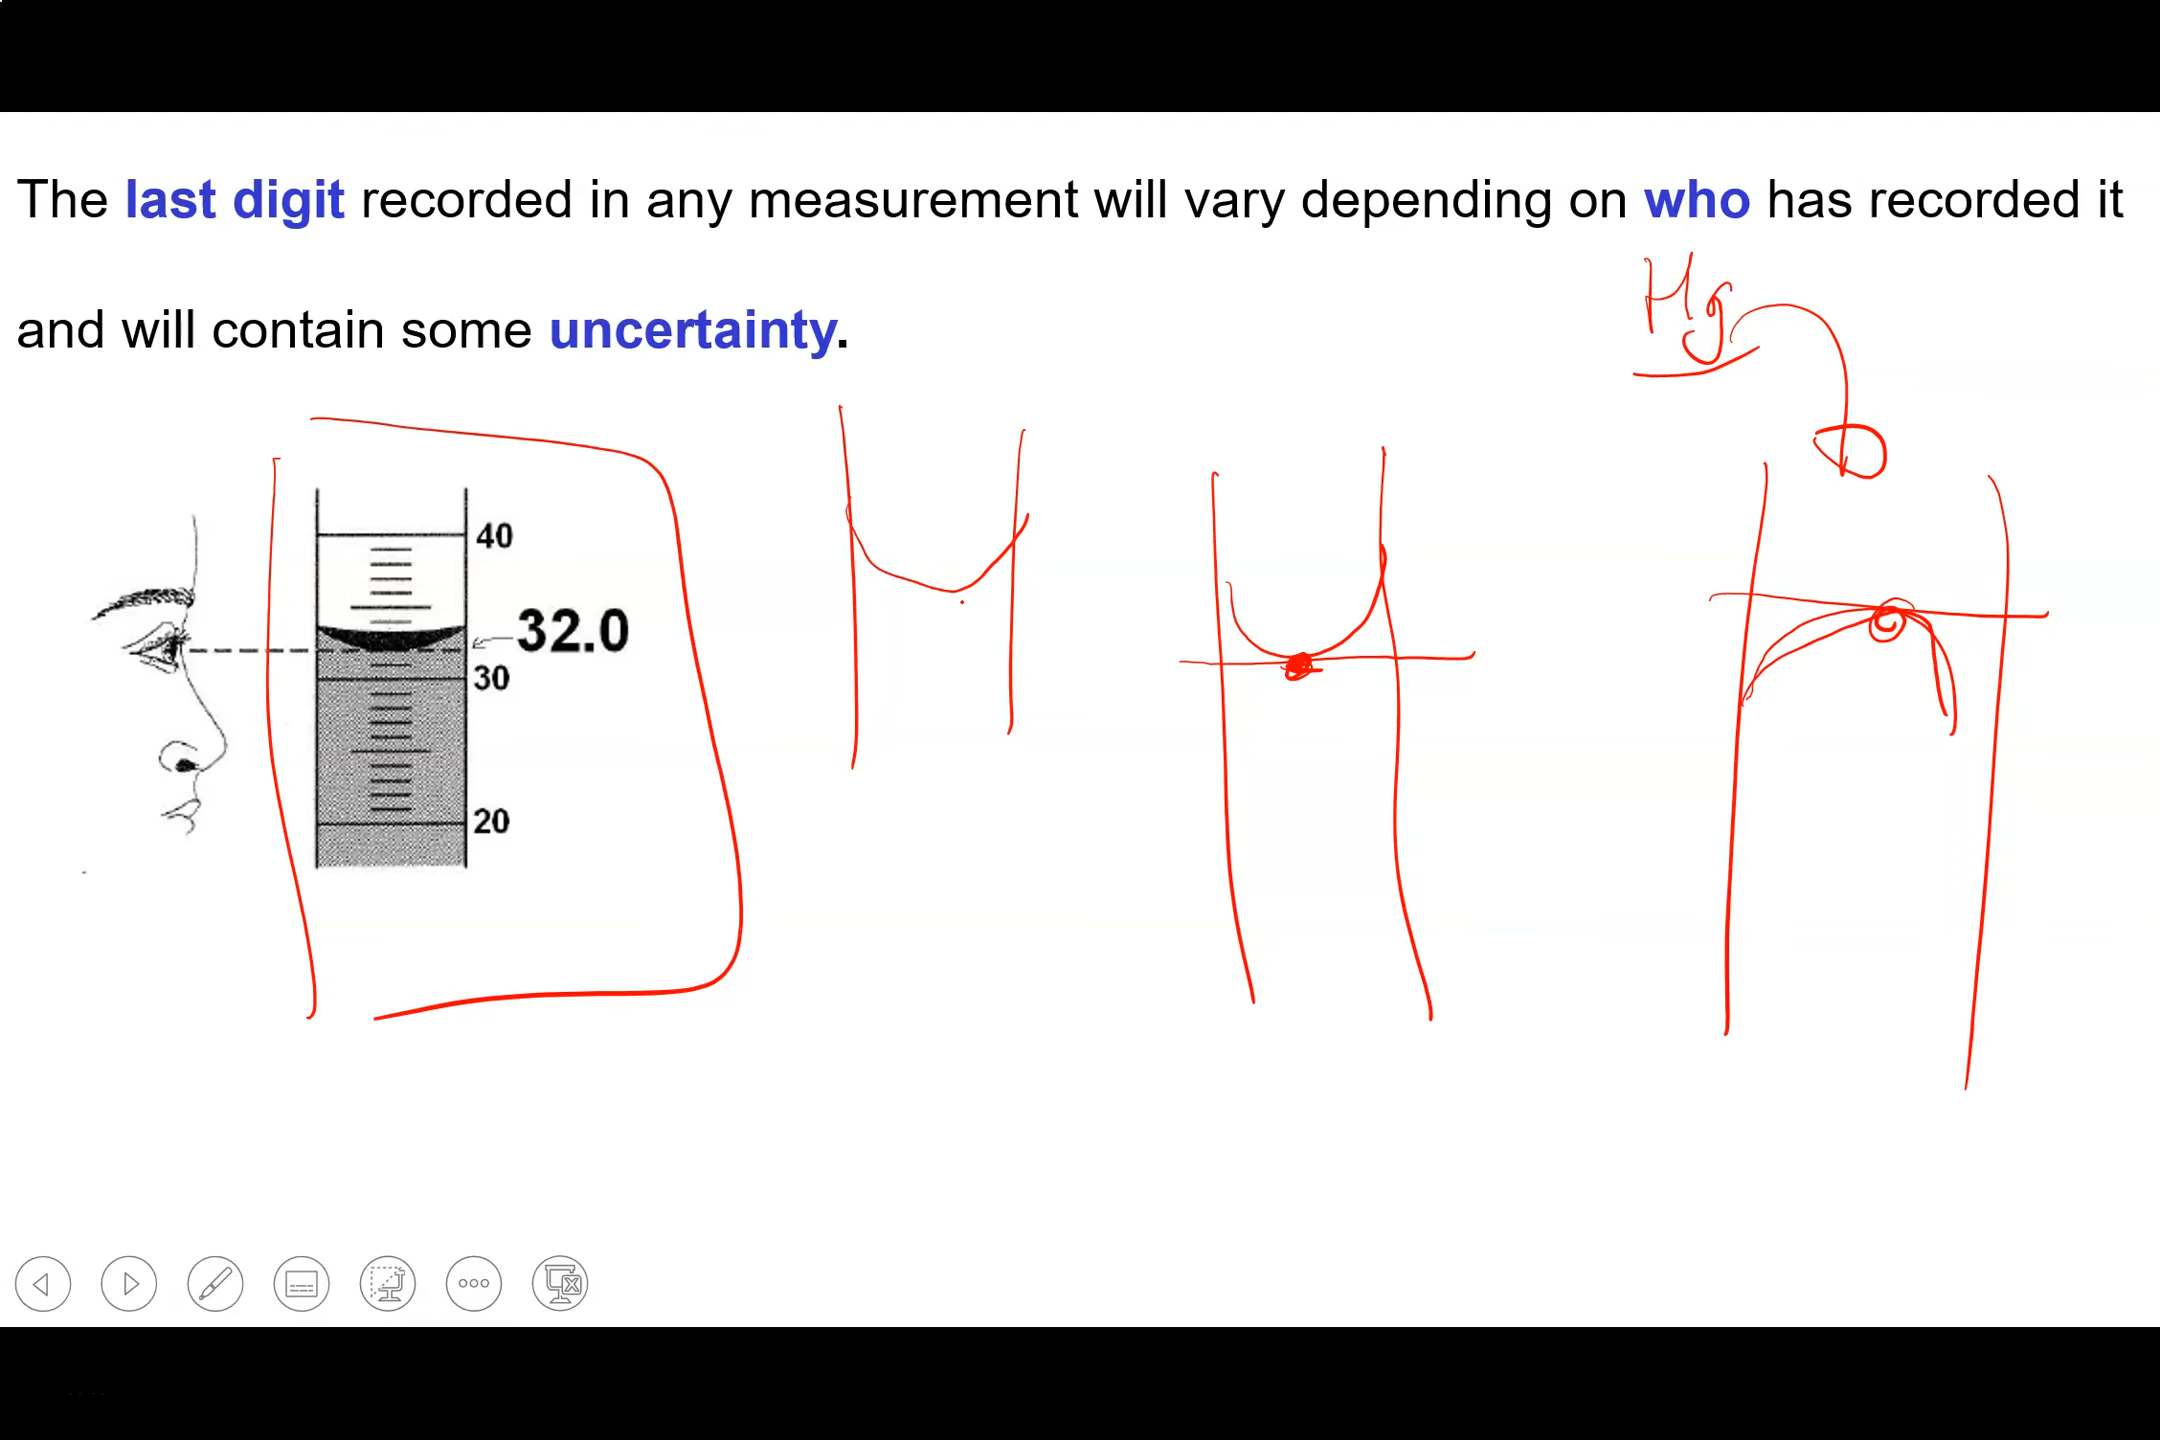 The last digit recorded in any measurement will vary depending on who has recorded it
and will contain some uncertainty.
Hg
40
32.0
30
20